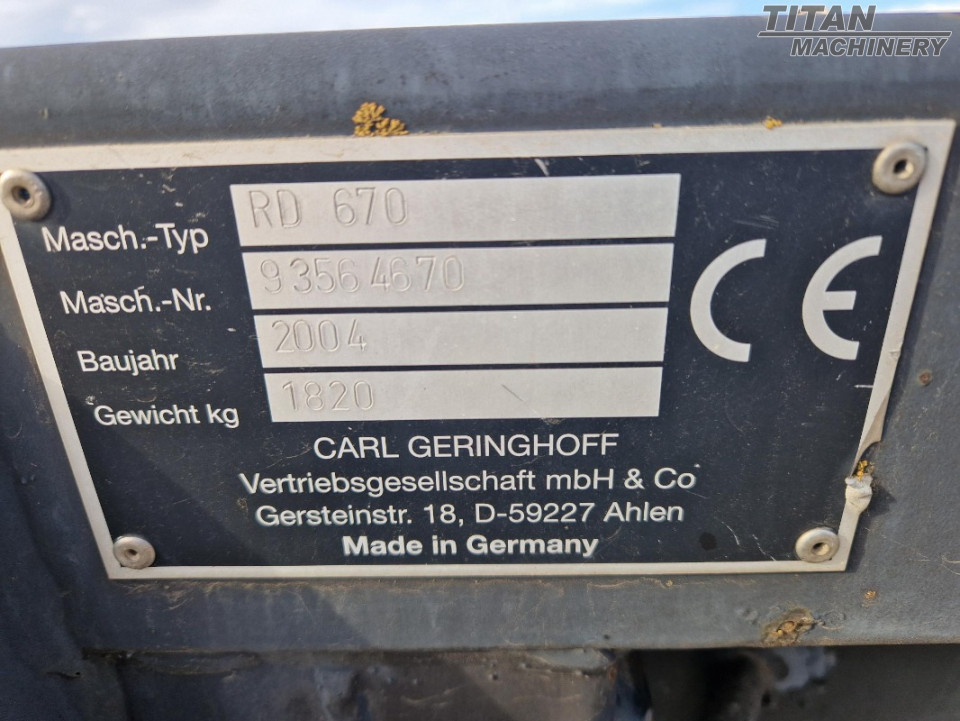 TITAN
MACHINERY
Masch.-Typ RD 670
Masch.-Nr. 93564670
Baujahr 2004
Gewicht kg 1820
CE
CARL GERINGHOFF
Vertriebsgesellschaft mbH & Co
Gersteinstr. 18, D-59227 Ahlen
Made in Germany